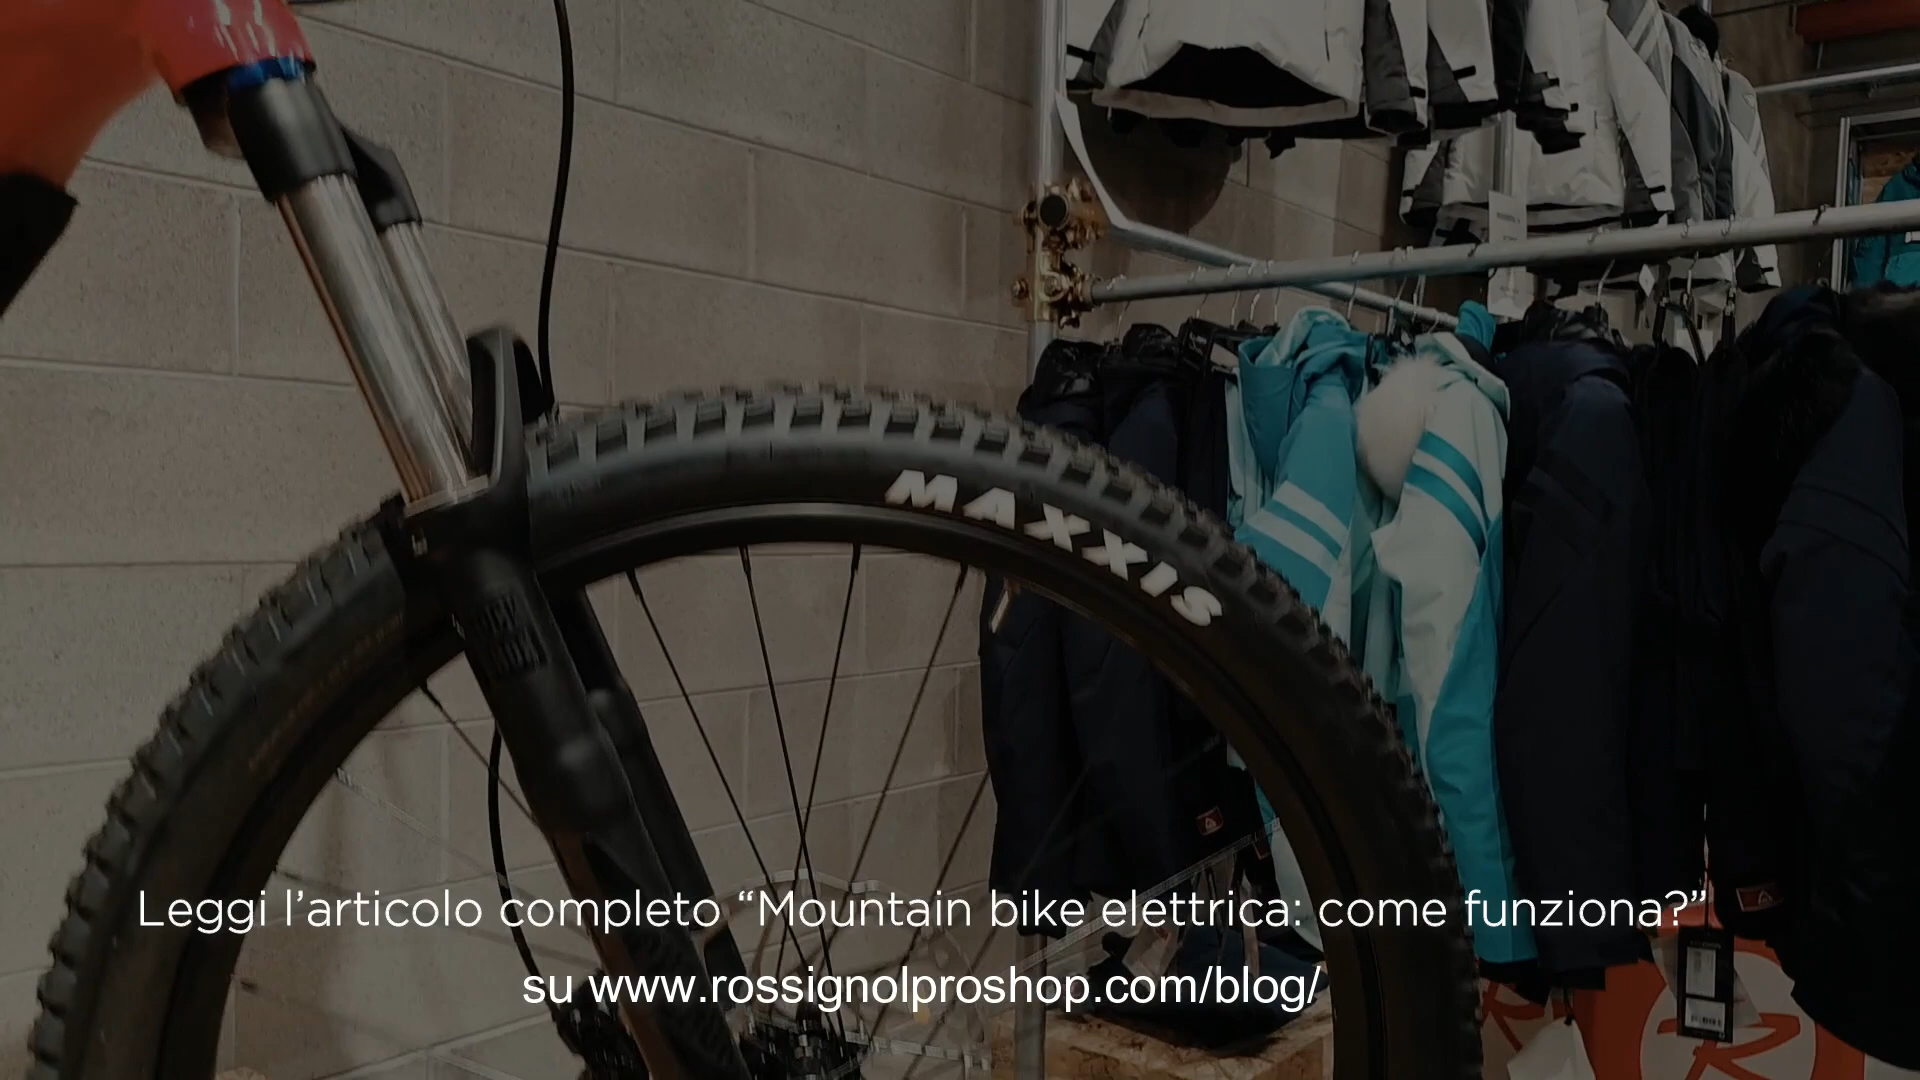 MAXXIS
Leggi l’articolo completo “Mountain bike elettrica: come funziona?”
su www.rossignolproshop.com/blog/